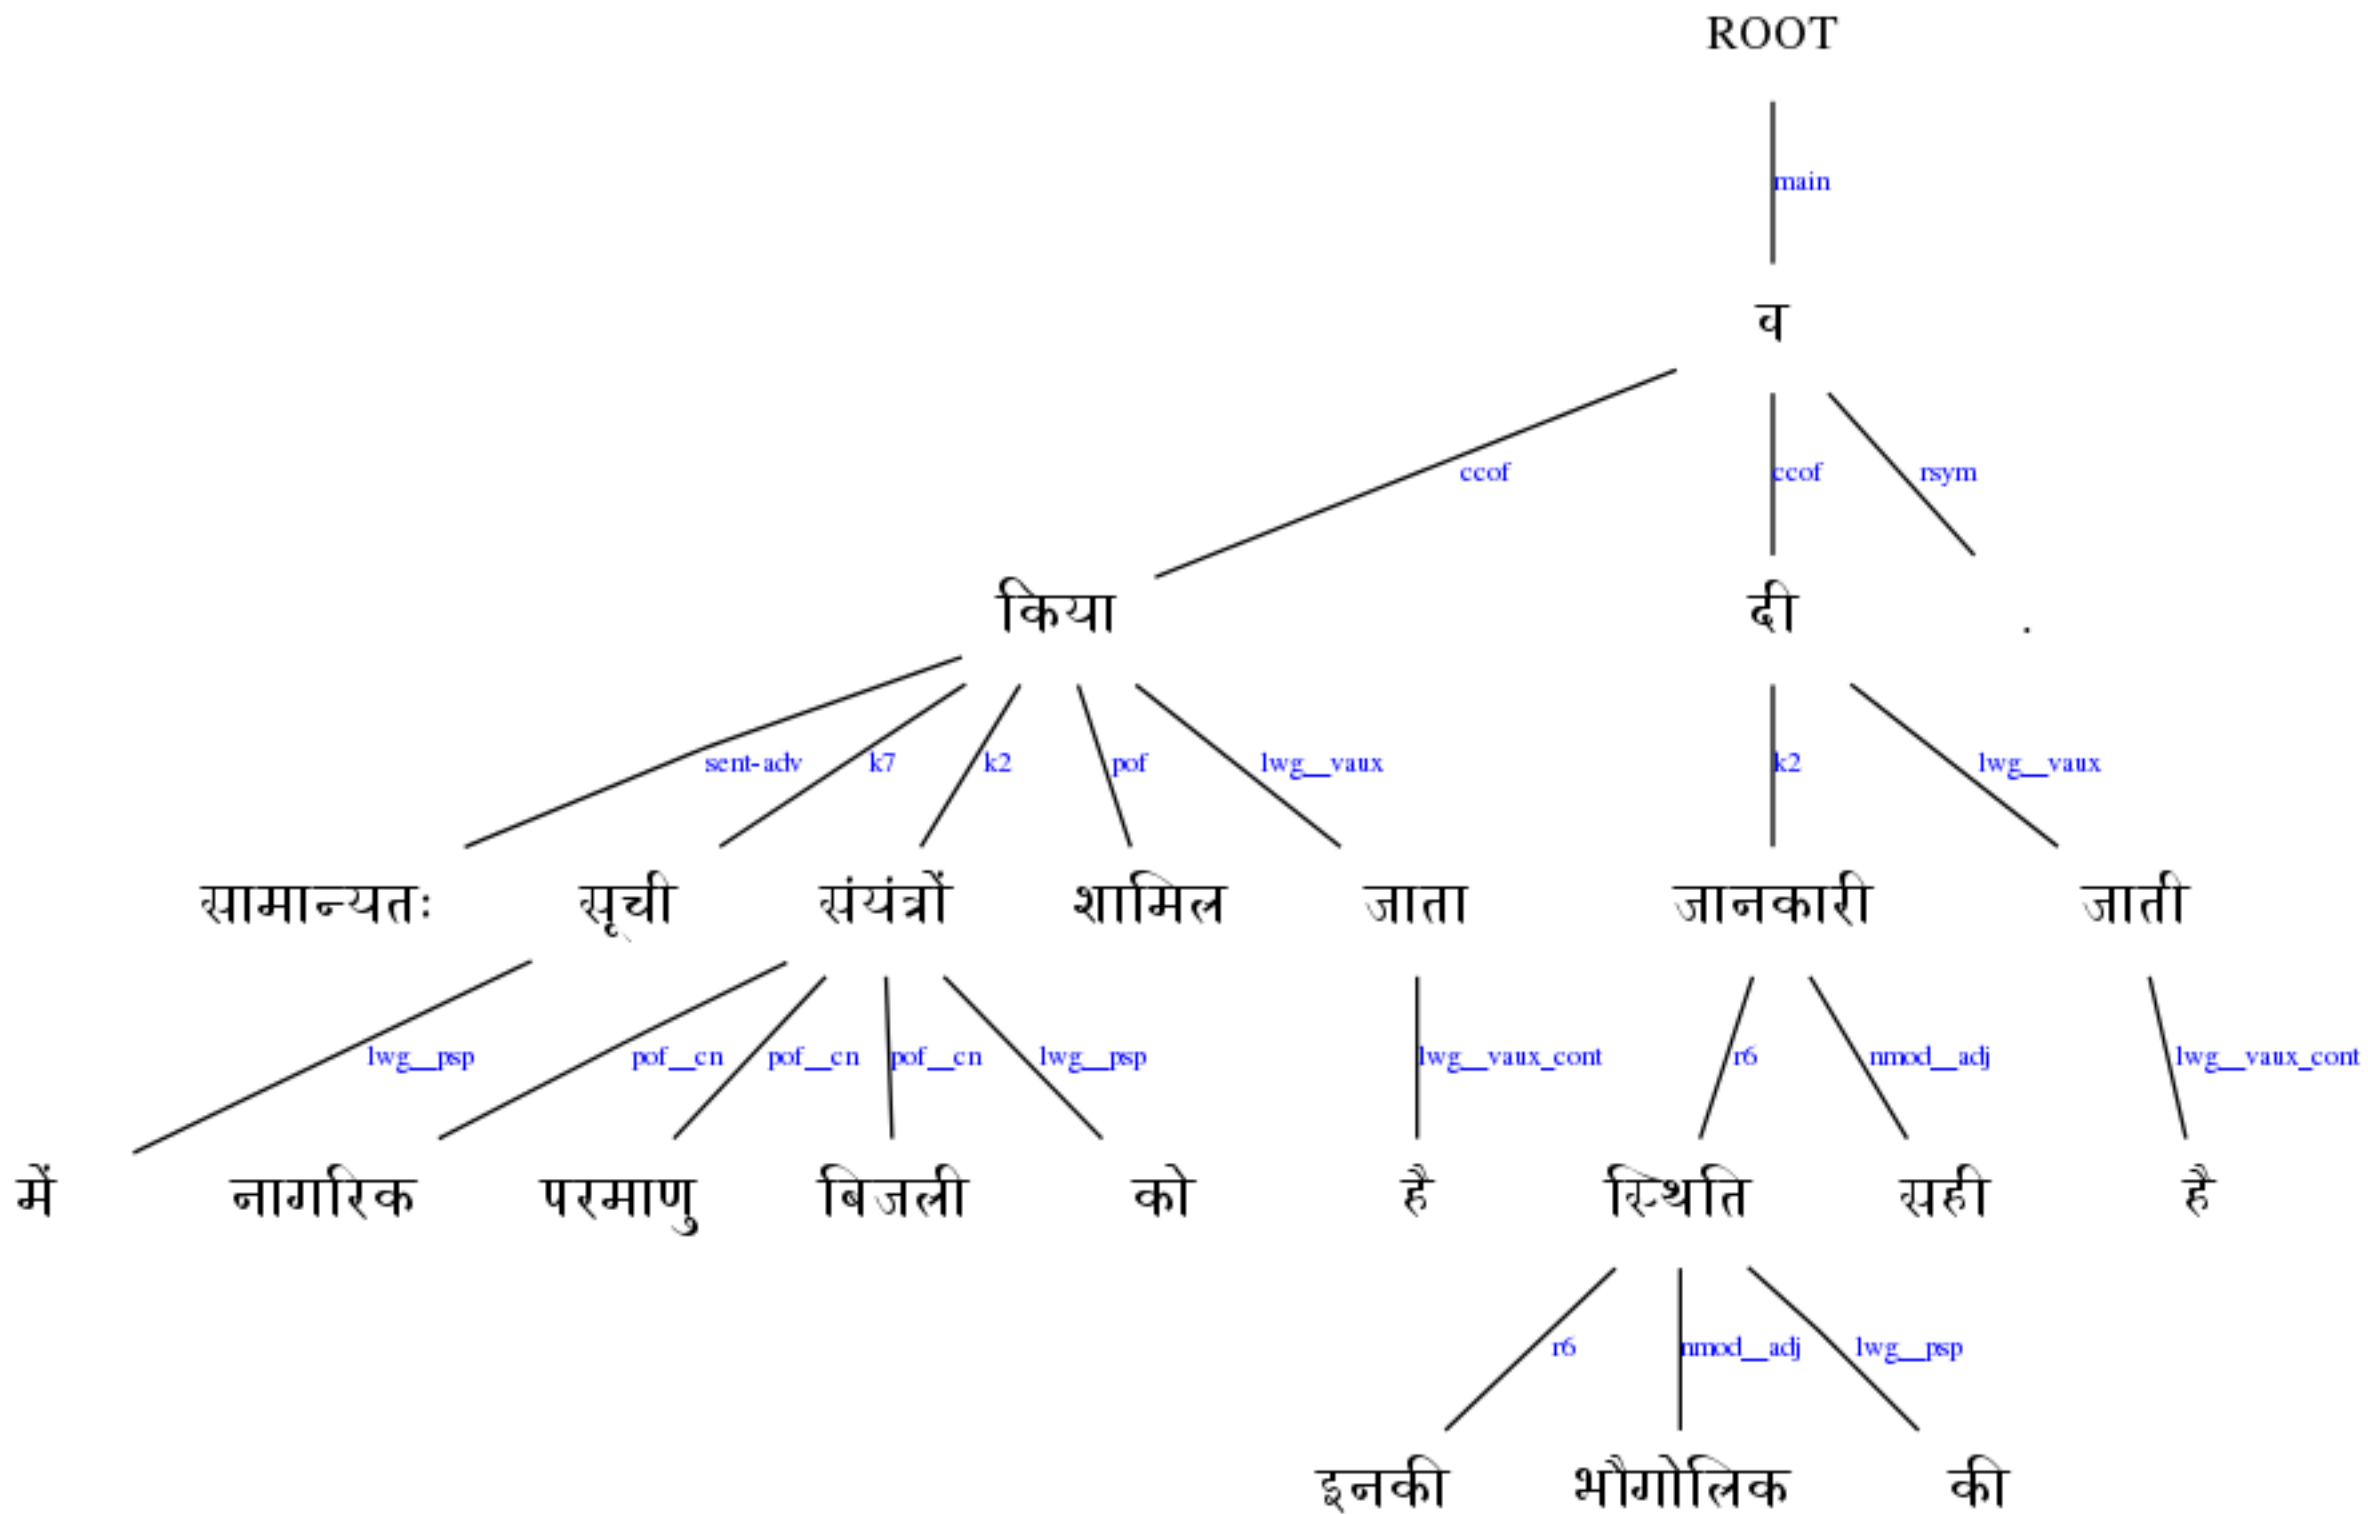 ROOT
main
व
ccof ccof rsym
किया दी .
sent-adv k7 k2 pof lwg__vaux k2 lwg__vaux
सामान्यतः सूची संयंत्रों शामिल जाता जानकारी जाती
lwg__psp pof__cn pof__cn pof__cn lwg__psp lwg__vaux_cont r6 nmod__adj lwg__vaux_cont
में नागरिक परमाणु बिजली को है स्थिति सही है
r6 nmod__adj lwg__psp
इनकी भौगोलिक की